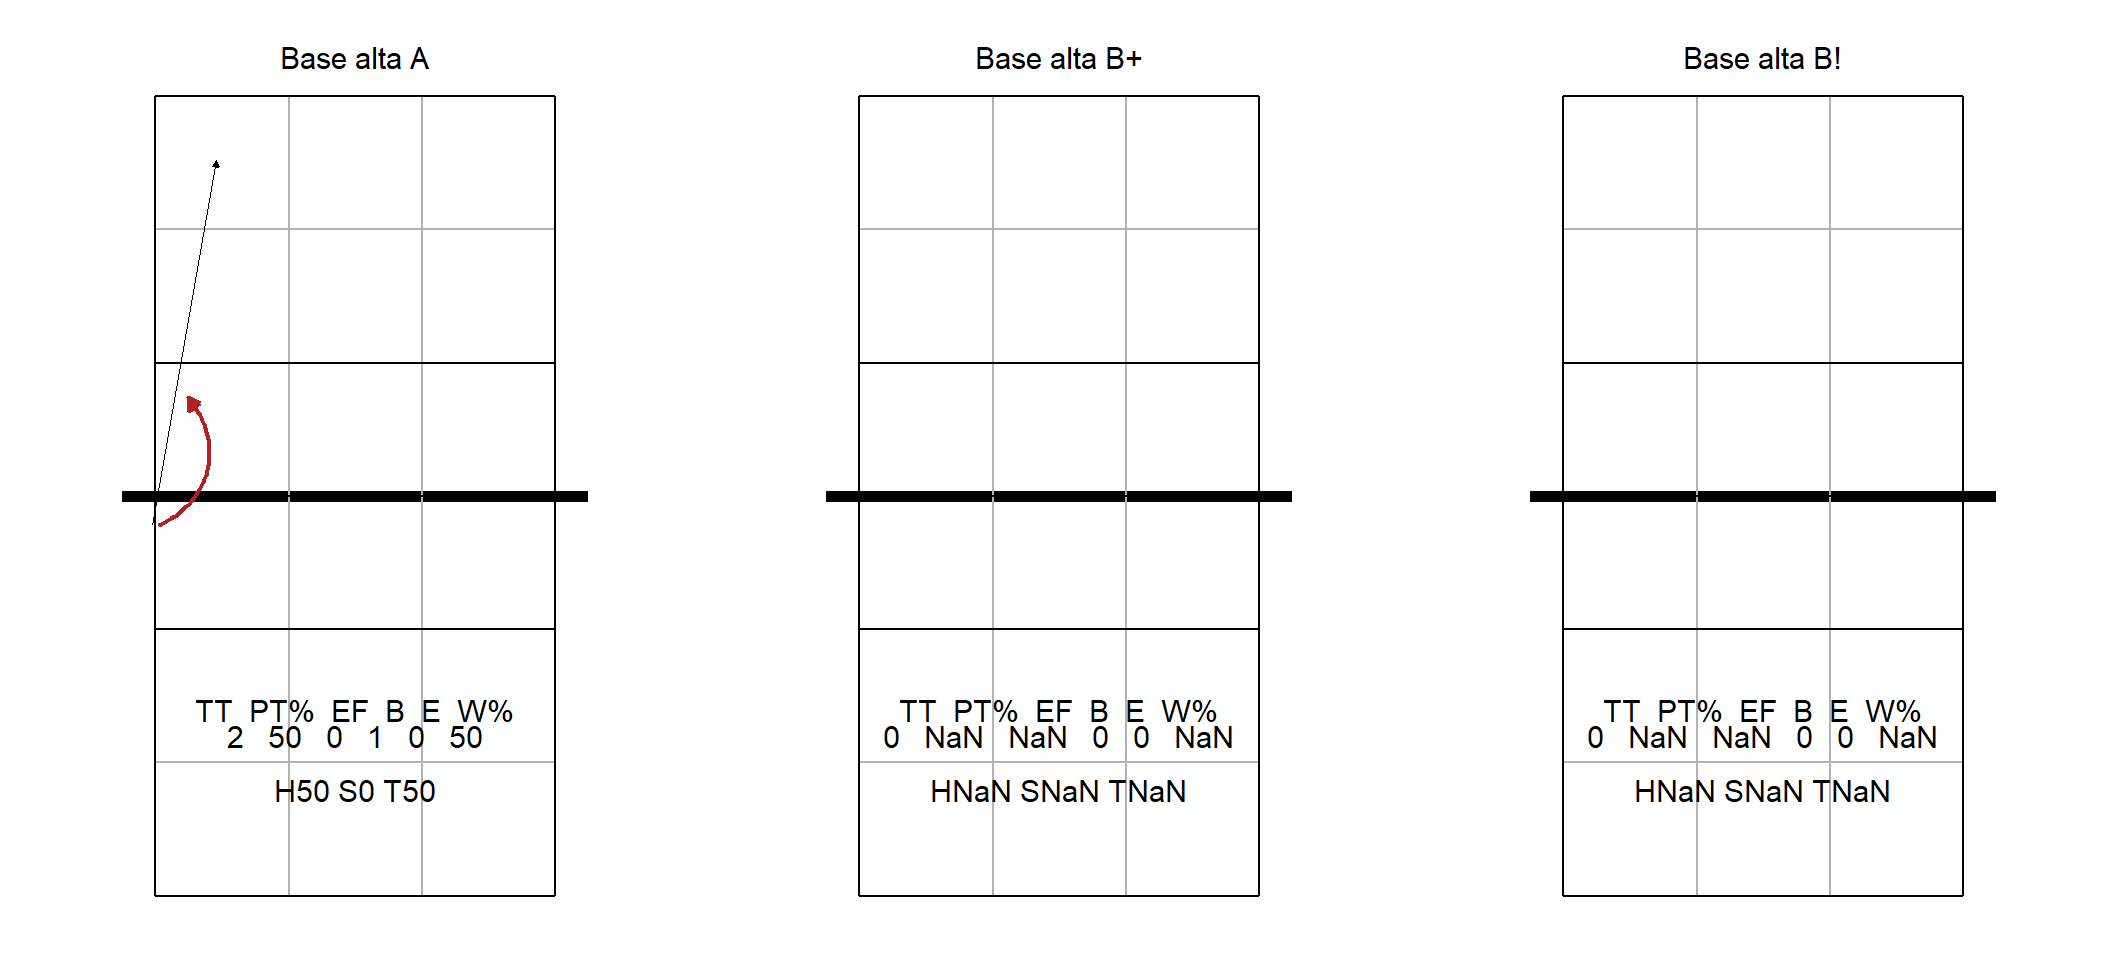 Base alta A
TT PT% EF B E W%
2 50 0 1 0 50
H50 S0 T50
Base alta B+
TT PT% EF B E W%
0 NaN NaN 0 0 NaN
HNaN SNaN TNaN
Base alta B!
TT PT% EF B E W%
0 NaN NaN 0 0 NaN
HNaN SNaN TNaN